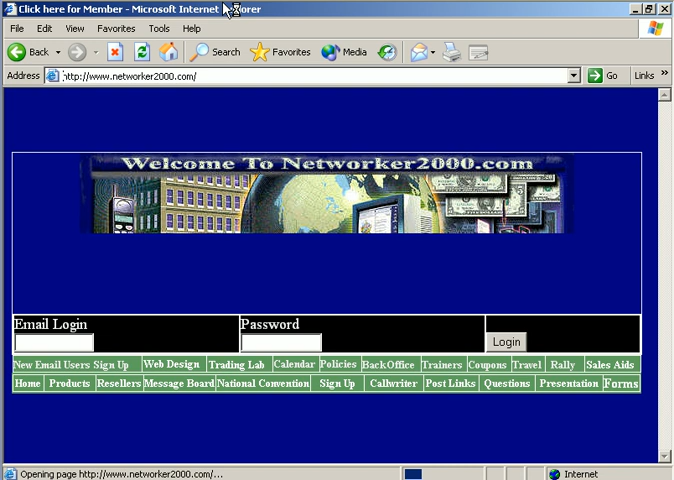 Click here for Member - Microsoft Internet Explorer
File Edit View Favorites Tools Help
Back Search Favorites Media
Address http://www.networker2000.com/ Go Links »
Welcome To Networker2000.com
Email Login Password
Login
New Email Users Sign Up Web Design Trading Lab Calendar Policies BackOffice Trainers Coupons Travel Rally Sales Aids
Home Products Resellers Message Board National Convention Sign Up Callwriter Post Links Questions Presentation Forms
Opening page http://www.networker2000.com/... Internet